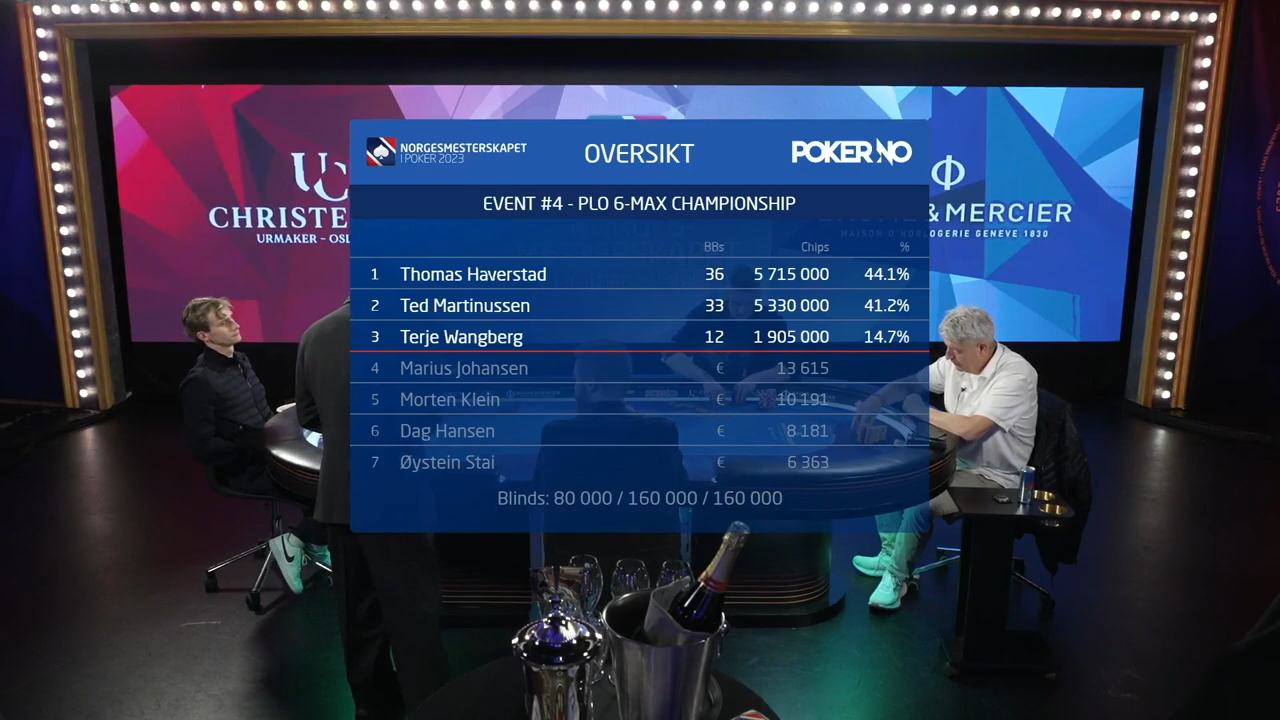 NORGESMESTERSKAPET
I POKER 2023
OVERSIKT
POKER.NO
EVENT #4 - PLO 6-MAX CHAMPIONSHIP
BBs Chips %
1 Thomas Haverstad 36 5 715 000 44.1%
2 Ted Martinussen 33 5 330 000 41.2%
3 Terje Wangberg 12 1 905 000 14.7%
4 Marius Johansen € 13 615
5 Morten Klein € 10 191
6 Dag Hansen € 8 181
7 Øystein Stai € 6 363
Blinds: 80 000 / 160 000 / 160 000
UC
CHRISTE
URMAKER - OSL
& MERCIER
MAISON D'HORLOGERIE GENEVE 1830